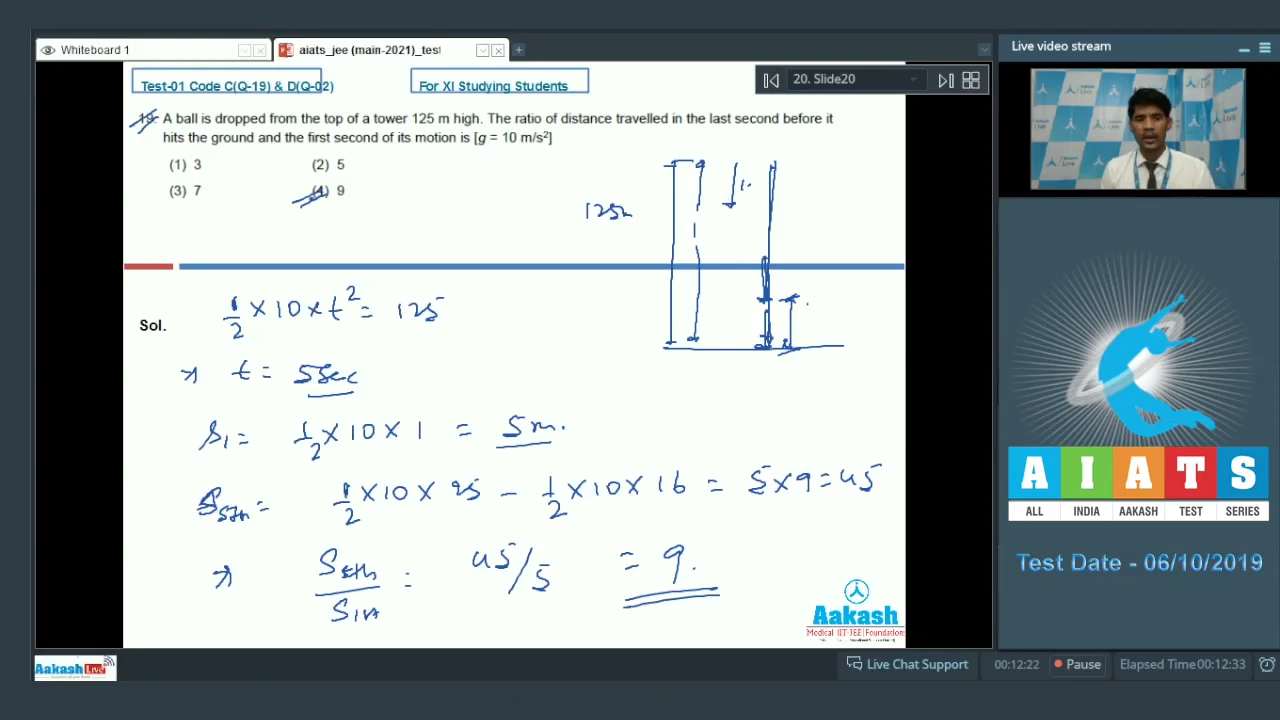 Whiteboard 1
aiats_jee (main-2021)_test
Live video stream
Test-01 Code C(Q-19) & D(Q-02)
For XI Studying Students
20. Slide20
19. A ball is dropped from the top of a tower 125 m high. The ratio of distance travelled in the last second before it
hits the ground and the first second of its motion is [g = 10 m/s²]
(1) 3
(2) 5
(3) 7
(4) 9
125m
Sol.
1/2 × 10 × t² = 125
t = 5 sec
S₁ = 1/2 × 10 × 1 = 5m.
S₅ₜₕ = 1/2 × 10 × 25 - 1/2 × 10 × 16 = 5 × 9 = 45
S₅ₜₕ/S₁ₛₜ = 45/5 = 9.
AIATS
ALL INDIA AAKASH TEST SERIES
Test Date - 06/10/2019
Aakash
Medical | IIT-JEE | Foundations
Aakash Live
Live Chat Support
00:12:22
Pause
Elapsed Time 00:12:33